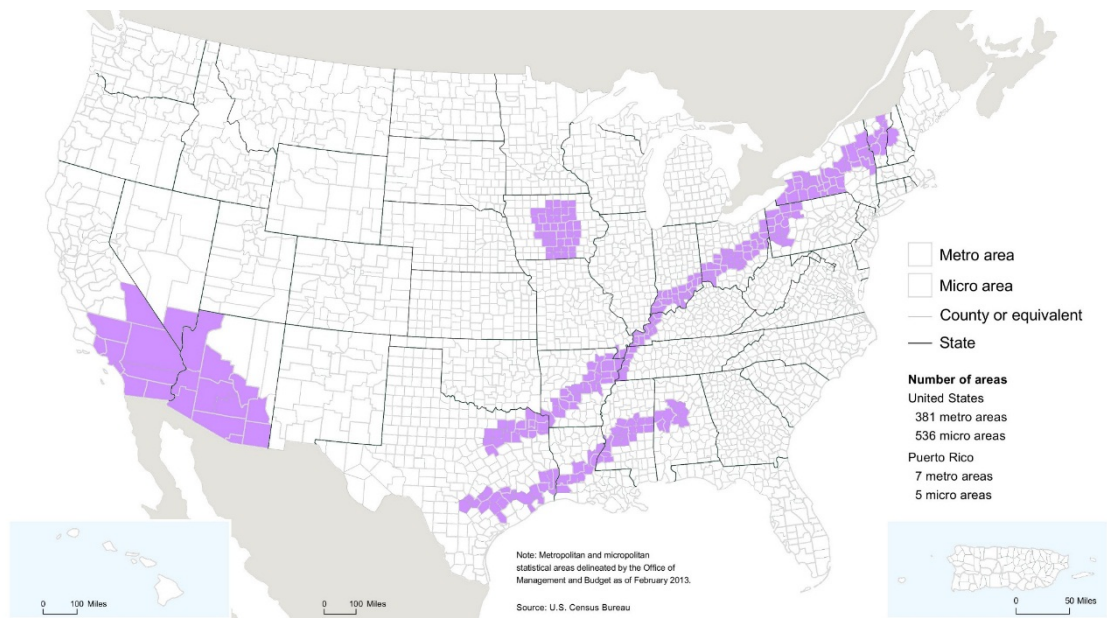 Metro area
Micro area
County or equivalent
State
Number of areas
United States
381 metro areas
536 micro areas
Puerto Rico
7 metro areas
5 micro areas
Note: Metropolitan and micropolitan
statistical areas delineated by the Office of
Management and Budget as of February 2013.
Source: U.S. Census Bureau
0 100 Miles
0 100 Miles
0 50 Miles